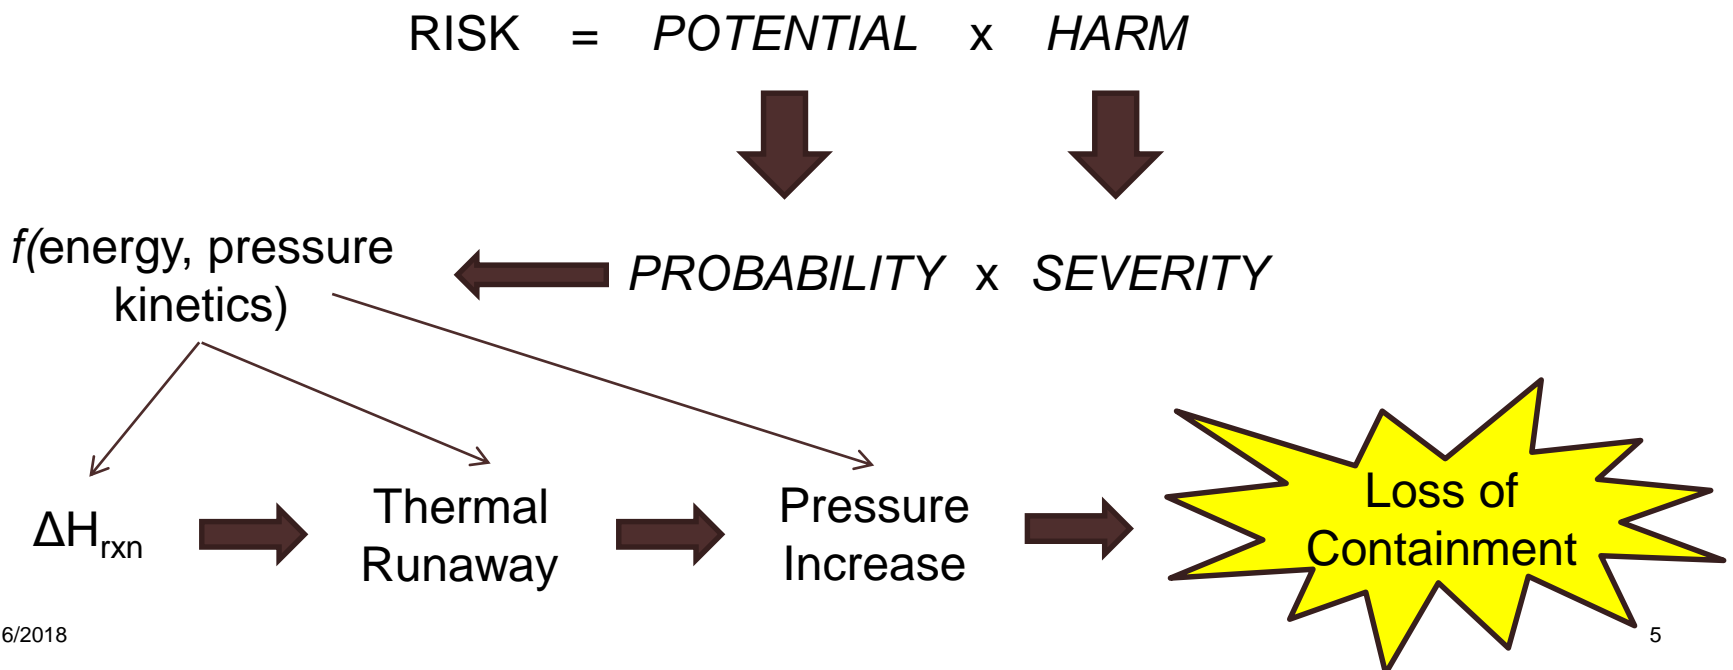 RISK = POTENTIAL x HARM
f(energy, pressure
kinetics)
PROBABILITY x SEVERITY
ΔHrxn
Thermal
Runaway
Pressure
Increase
Loss of
Containment
6/2018
5